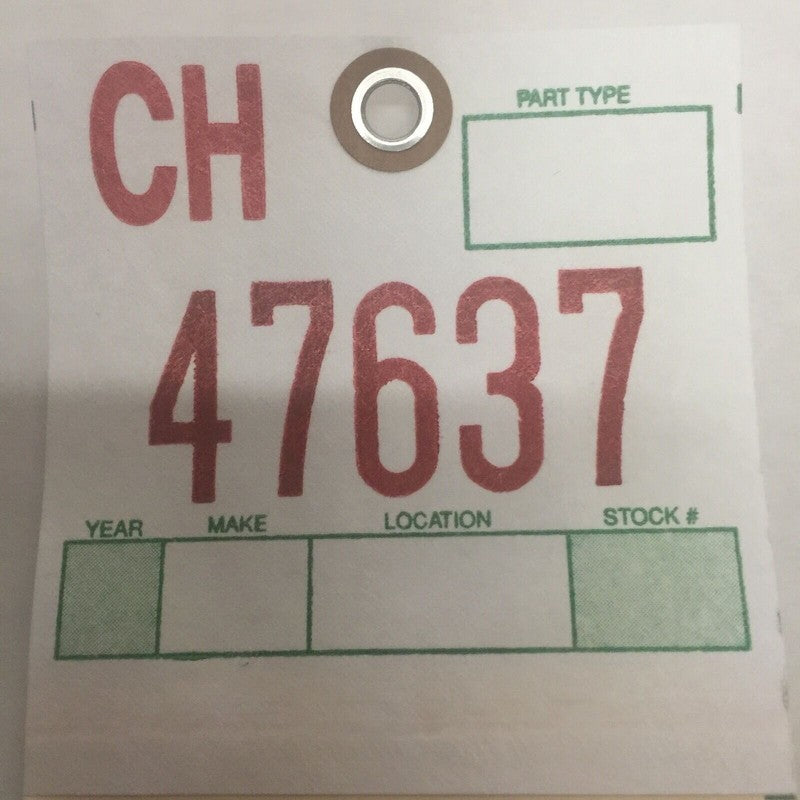 CH
PART TYPE
47637
YEAR MAKE LOCATION STOCK #